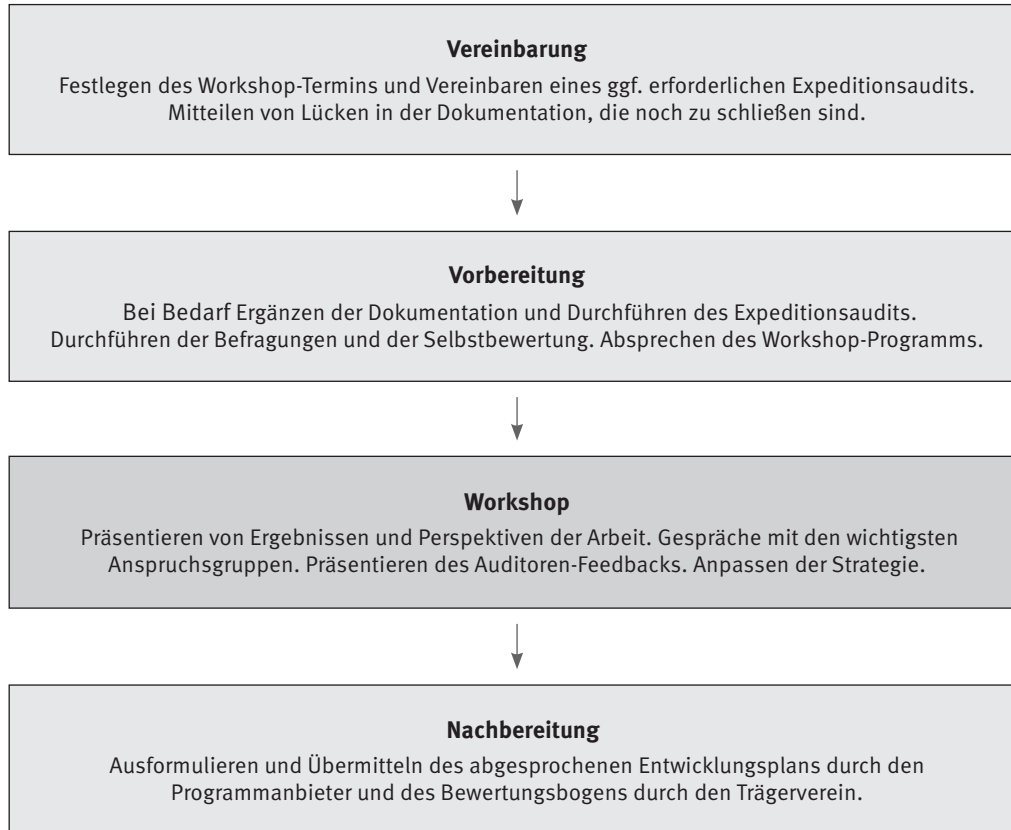 Vereinbarung
Festlegen des Workshop-Termins und Vereinbaren eines ggf. erforderlichen Expeditionsaudits.
Mitteilen von Lücken in der Dokumentation, die noch zu schließen sind.
Vorbereitung
Bei Bedarf Ergänzen der Dokumentation und Durchführen des Expeditionsaudits.
Durchführen der Befragungen und der Selbstbewertung. Absprechen des Workshop-Programms.
Workshop
Präsentieren von Ergebnissen und Perspektiven der Arbeit. Gespräche mit den wichtigsten
Anspruchsgruppen. Präsentieren des Auditoren-Feedbacks. Anpassen der Strategie.
Nachbereitung
Ausformulieren und Übermitteln des abgesprochenen Entwicklungsplans durch den
Programmanbieter und des Bewertungsbogens durch den Trägerverein.